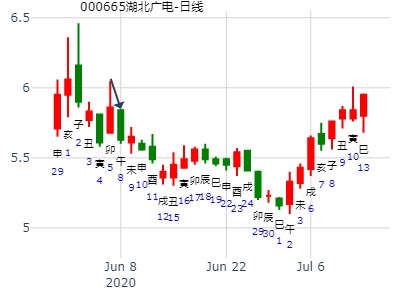 000665湖北广电-日线
6.5
6
5.5
5
申
29
亥
1
子
2
丑
3
寅
4
卯
5
午
8
未
9
申
10
酉
11
戌
12
丑
15
寅
16
卯
17
辰
18
巳
19
申
22
酉
23
戌
24
卯
29
辰
30
巳
1
午
2
未
3
戌
6
亥
7
子
8
丑
9
寅
10
巳
13
Jun 8
2020
Jun 22
Jul 6